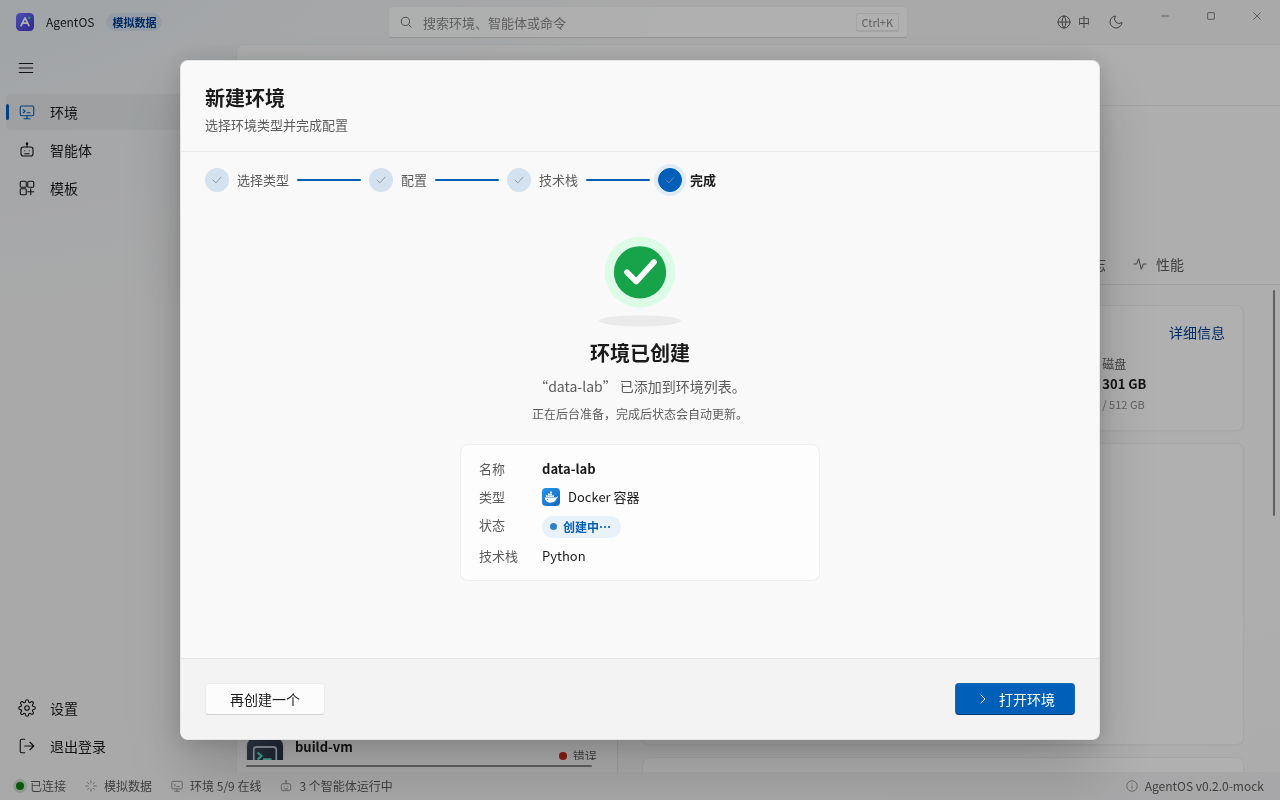 AgentOS 模拟数据 搜索环境、智能体或命令 Ctrl+K 中
新建环境
选择环境类型并完成配置
环境
智能体
模板
选择类型 配置 技术栈 完成
性能
详细信息
磁盘
301 GB
/ 512 GB
环境已创建
“data-lab” 已添加到环境列表。
正在后台准备，完成后状态会自动更新。
名称 data-lab
类型 Docker 容器
状态 创建中···
技术栈 Python
再创建一个 打开环境
设置
退出登录
build-vm
错误
已连接 模拟数据 环境 5/9 在线 3 个智能体运行中 AgentOS v0.2.0-mock